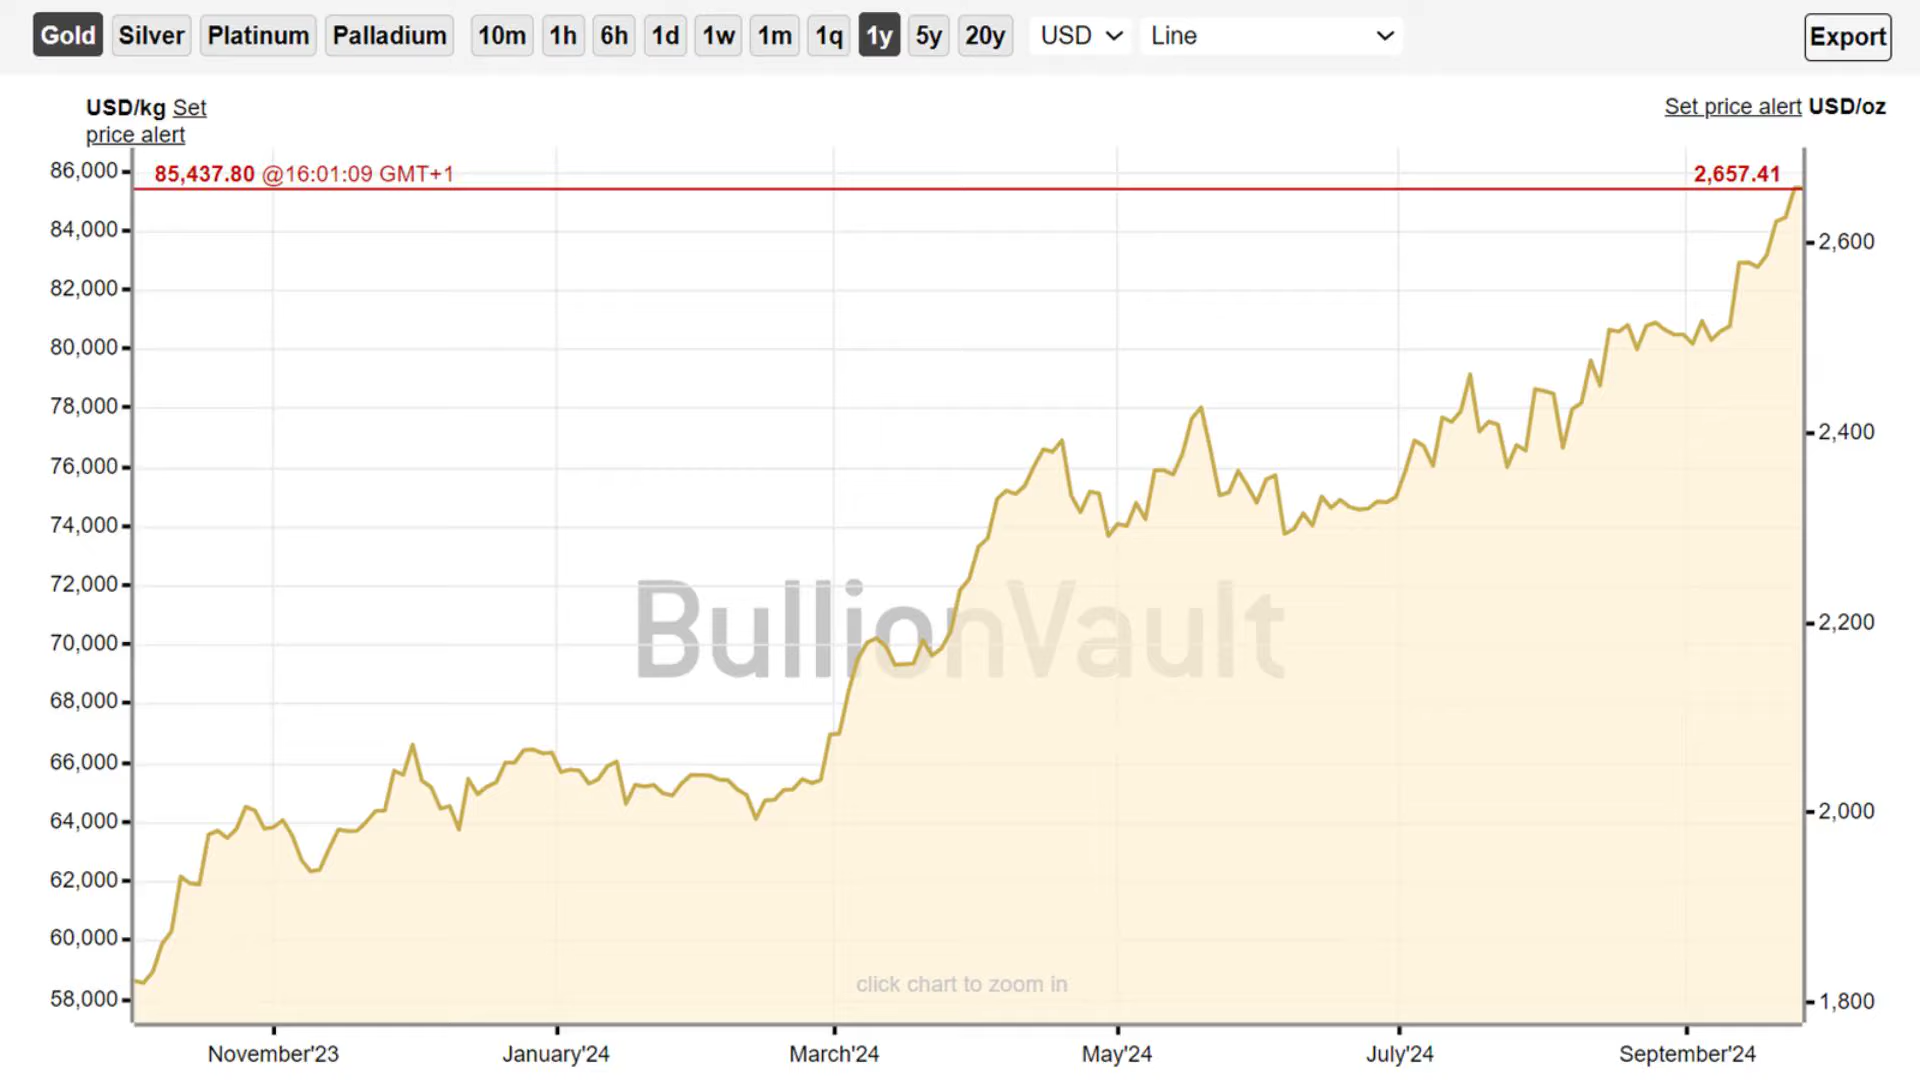 Gold Silver Platinum Palladium 10m 1h 6h 1d 1w 1m 1q 1y 5y 20y USD Line Export
USD/kg Set
price alert
Set price alert USD/oz
85,437.80 @16:01:09 GMT+1
2,657.41
86,000
84,000
82,000
80,000
78,000
76,000
74,000
72,000
70,000
68,000
66,000
64,000
62,000
60,000
58,000
2,600
2,400
2,200
2,000
1,800
BullionVault
click chart to zoom in
November'23 January'24 March'24 May'24 July'24 September'24